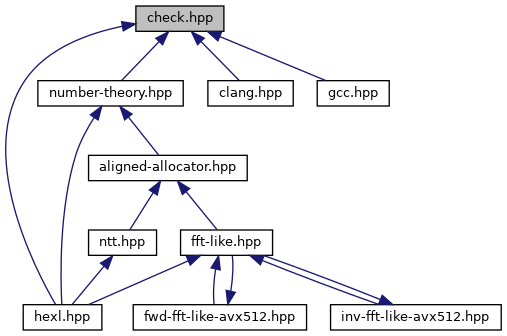 check.hpp
number-theory.hpp
clang.hpp
gcc.hpp
aligned-allocator.hpp
ntt.hpp
fft-like.hpp
hexl.hpp
fwd-fft-like-avx512.hpp
inv-fft-like-avx512.hpp